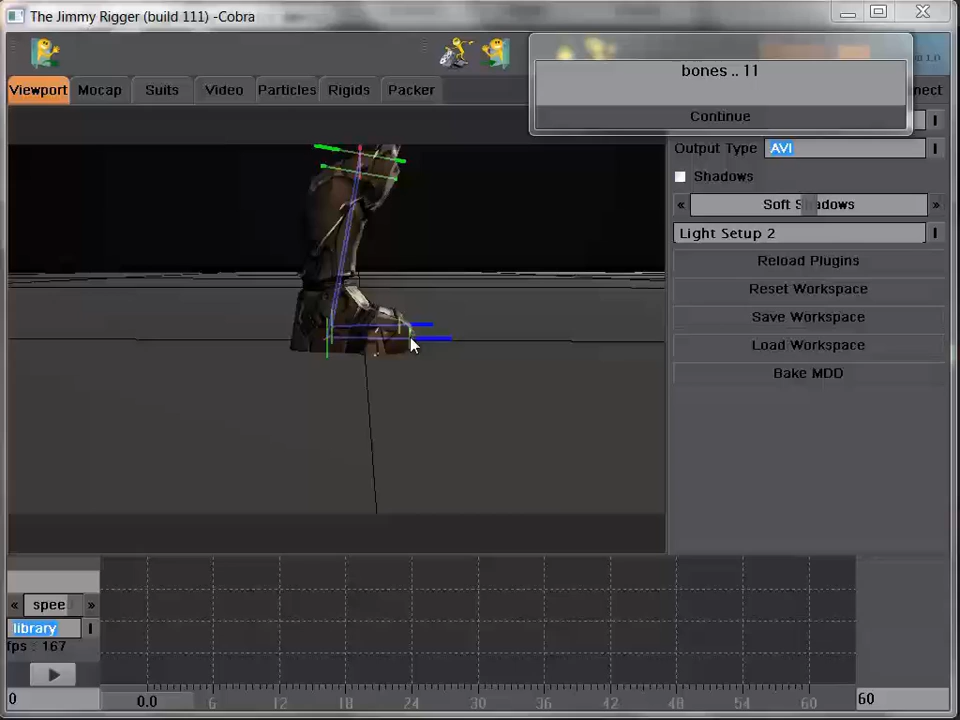 The Jimmy Rigger (build 111) -Cobra
bones .. 11
Continue
Viewport
Mocap
Suits
Video
Particles
Rigids
Packer
nect
Output Type
AVI
Shadows
Soft Shadows
Light Setup 2
Reload Plugins
Reset Workspace
Save Workspace
Load Workspace
Bake MDD
« spee »
library
fps : 167
0
0.0
6
12
18
24
30
36
42
48
54
60
60